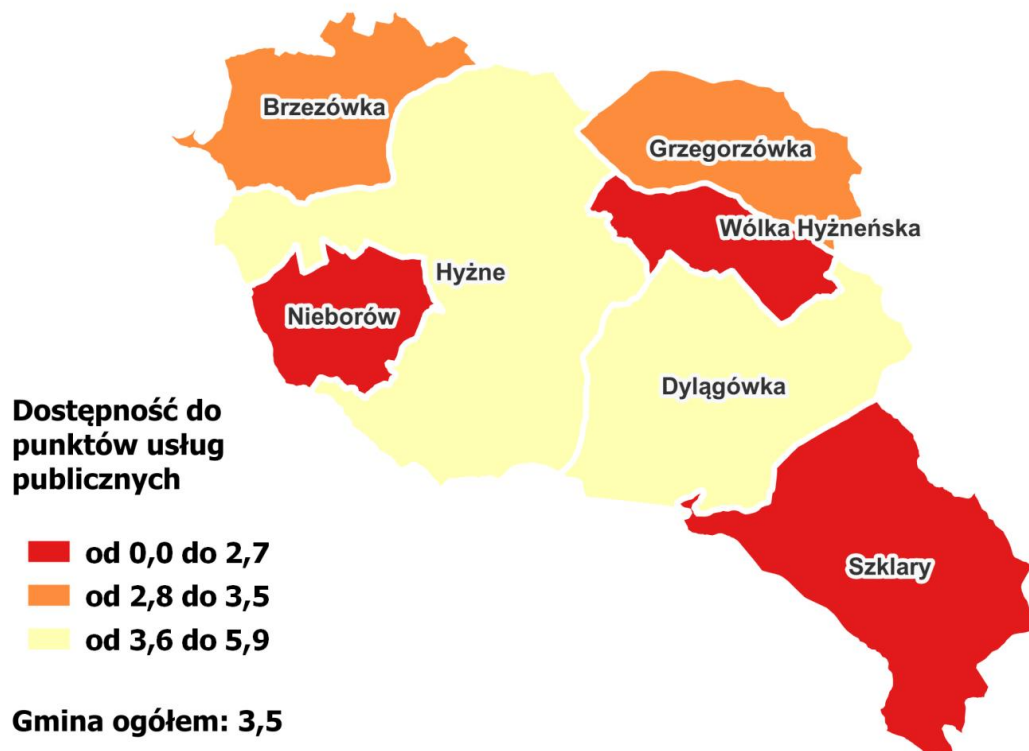 Brzezówka
Grzegorzówka
Wólka Hyżneńska
Hyżne
Nieborów
Dylągówka
Szklary
Dostępność do
punktów usług
publicznych
od 0,0 do 2,7
od 2,8 do 3,5
od 3,6 do 5,9
Gmina ogółem: 3,5